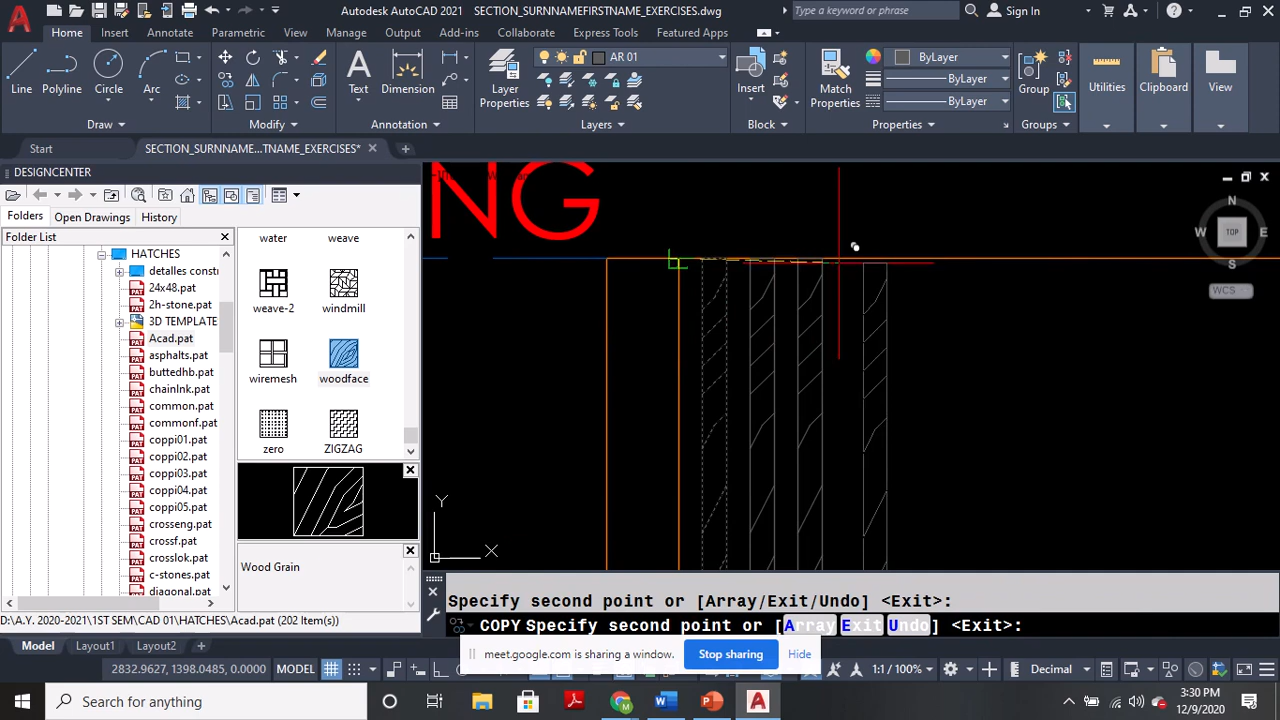 Autodesk AutoCAD 2021 SECTION_SURNNAMEFIRSTNAME_EXERCISES.dwg
Type a keyword or phrase
Sign In
Home Insert Annotate Parametric View Manage Output Add-ins Collaborate Express Tools Featured Apps
AR 01
ByLayer
ByLayer
ByLayer
Line Polyline Circle Arc Text Dimension Layer Properties Insert Match Properties Group Utilities Clipboard View
Draw Modify Annotation Layers Block Properties Groups
Start SECTION_SURNNAME...TNAME_EXERCISES*
DESIGNCENTER
Folders Open Drawings History
Folder List
HATCHES
detalles constr
24x48.pat
2h-stone.pat
3D TEMPLATE
Acad.pat
asphalts.pat
buttedhb.pat
chainlnk.pat
common.pat
commonf.pat
coppi01.pat
coppi02.pat
coppi03.pat
coppi04.pat
coppi05.pat
crosseng.pat
crossf.pat
crosslok.pat
c-stones.pat
diagonal.pat
water weave
weave-2 windmill
wiremesh woodface
zero ZIGZAG
Wood Grain
D:\A.Y. 2020-2021\1ST SEM\CAD 01\HATCHES\Acad.pat (202 Item(s))
NG
N
W TOP E
S
WCS
Y
X
Specify second point or [Array/Exit/Undo] <Exit>:
COPY Specify second point or [Array Exit Undo] <Exit>:
Model Layout1 Layout2
meet.google.com is sharing a window. Stop sharing Hide
2832.9627, 1398.0485, 0.0000 MODEL 1:1 / 100% Decimal
Search for anything
3:30 PM
12/9/2020